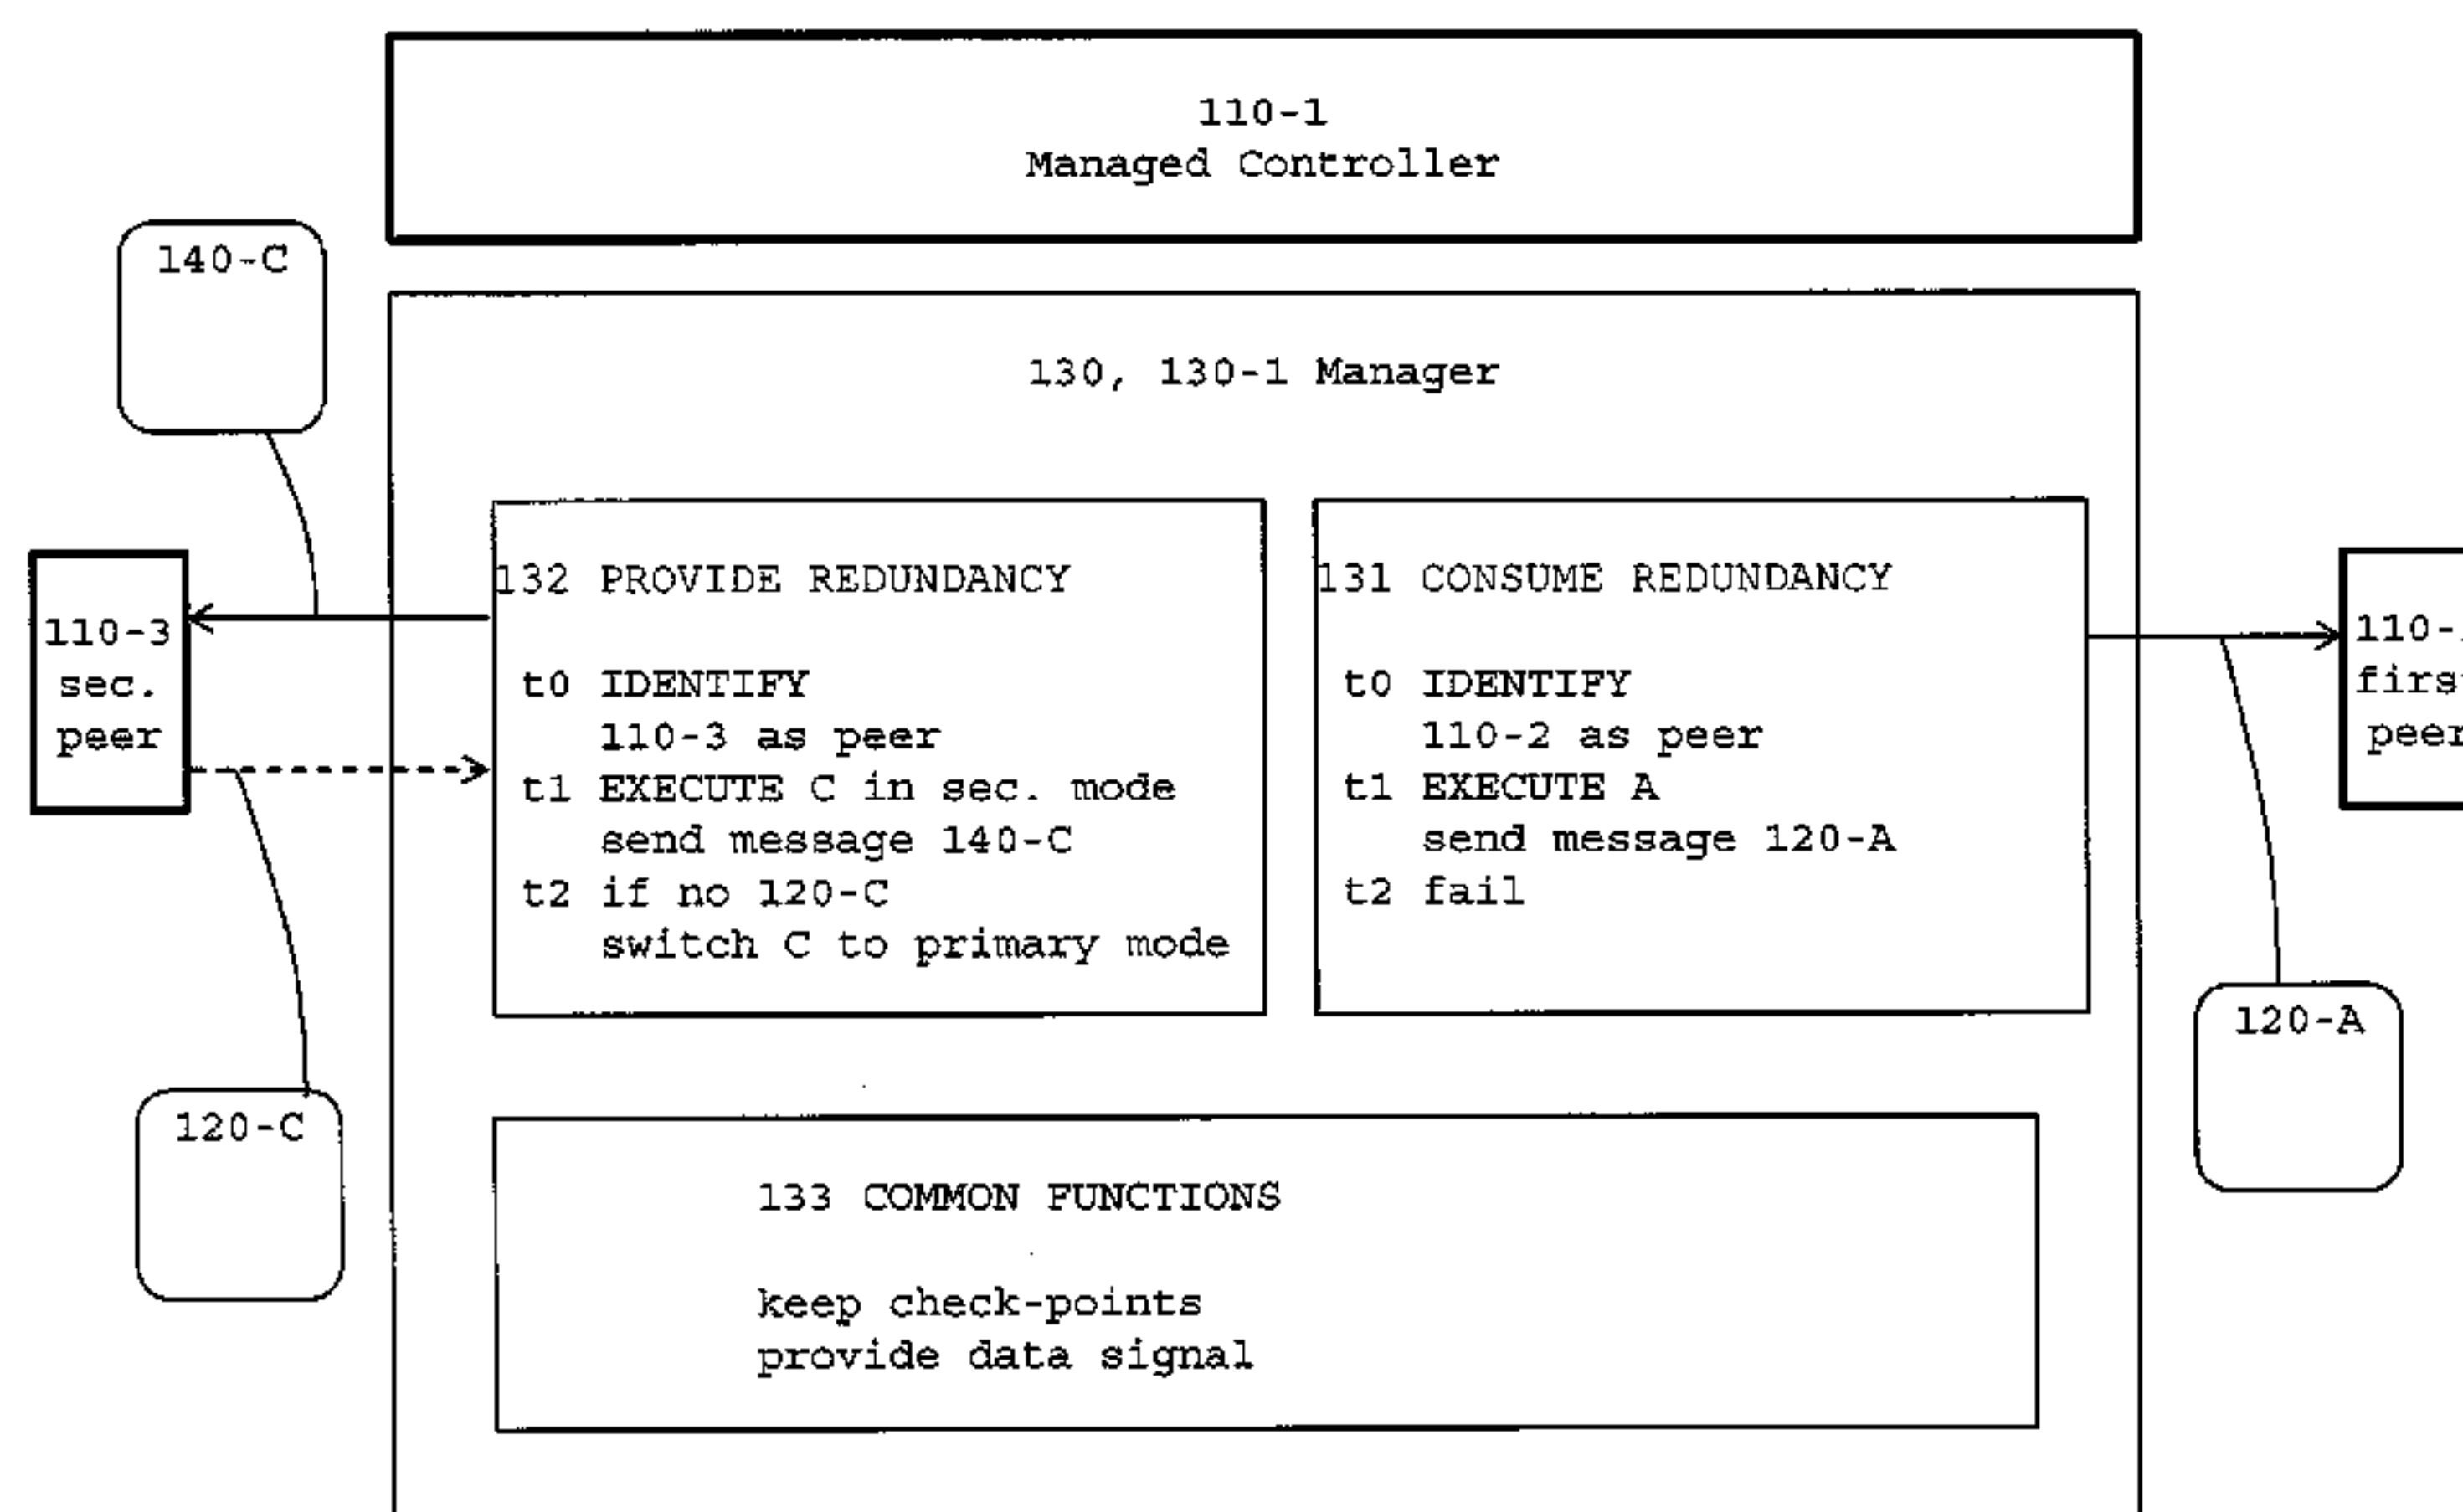 110-1
Managed Controller
140-C
130, 130-1 Manager
132 PROVIDE REDUNDANCY
t0 IDENTIFY
110-3 as peer
t1 EXECUTE C in sec. mode
send message 140-C
t2 if no 120-C
switch C to primary mode
131 CONSUME REDUNDANCY
t0 IDENTIFY
110-2 as peer
t1 EXECUTE A
send message 120-A
t2 fail
110-3
sec.
peer
peer
120-A
120-C
133 COMMON FUNCTIONS
keep check-points
provide data signal